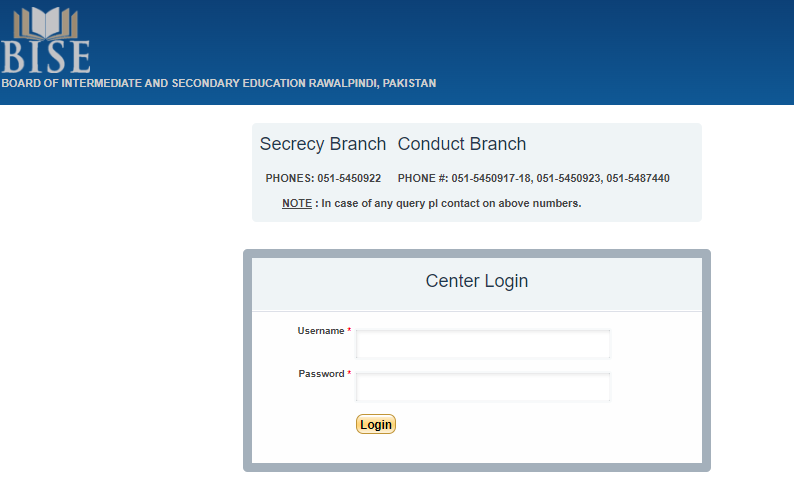 BISE
BOARD OF INTERMEDIATE AND SECONDARY EDUCATION RAWALPINDI, PAKISTAN
Secrecy Branch Conduct Branch
PHONES: 051-5450922 PHONE #: 051-5450917-18, 051-5450923, 051-5487440
NOTE : In case of any query pl contact on above numbers.
Center Login
Username *
Password *
Login